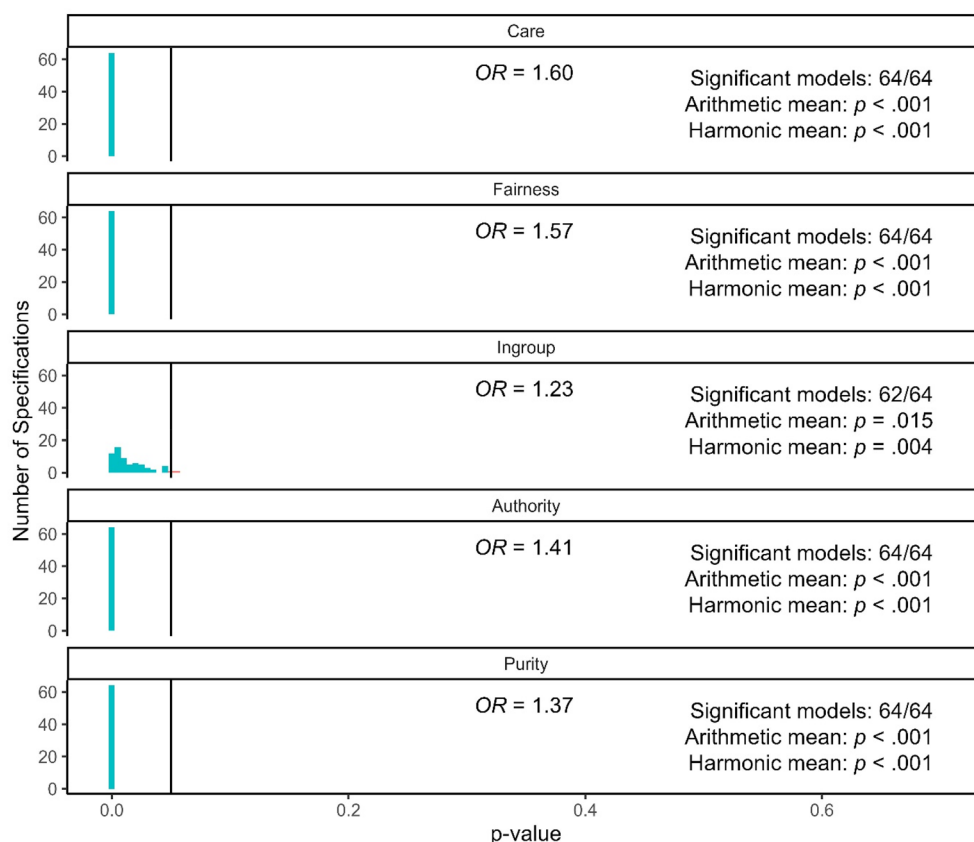 Care
60
40
20
0
OR = 1.60
Significant models: 64/64
Arithmetic mean: p < .001
Harmonic mean: p < .001
Fairness
60
40
20
0
OR = 1.57
Significant models: 64/64
Arithmetic mean: p < .001
Harmonic mean: p < .001
Number of Specifications
Ingroup
60
40
20
0
OR = 1.23
Significant models: 62/64
Arithmetic mean: p = .015
Harmonic mean: p = .004
Authority
60
40
20
0
OR = 1.41
Significant models: 64/64
Arithmetic mean: p < .001
Harmonic mean: p < .001
Purity
60
40
20
0
OR = 1.37
Significant models: 64/64
Arithmetic mean: p < .001
Harmonic mean: p < .001
0.0 0.2 0.4 0.6
p-value